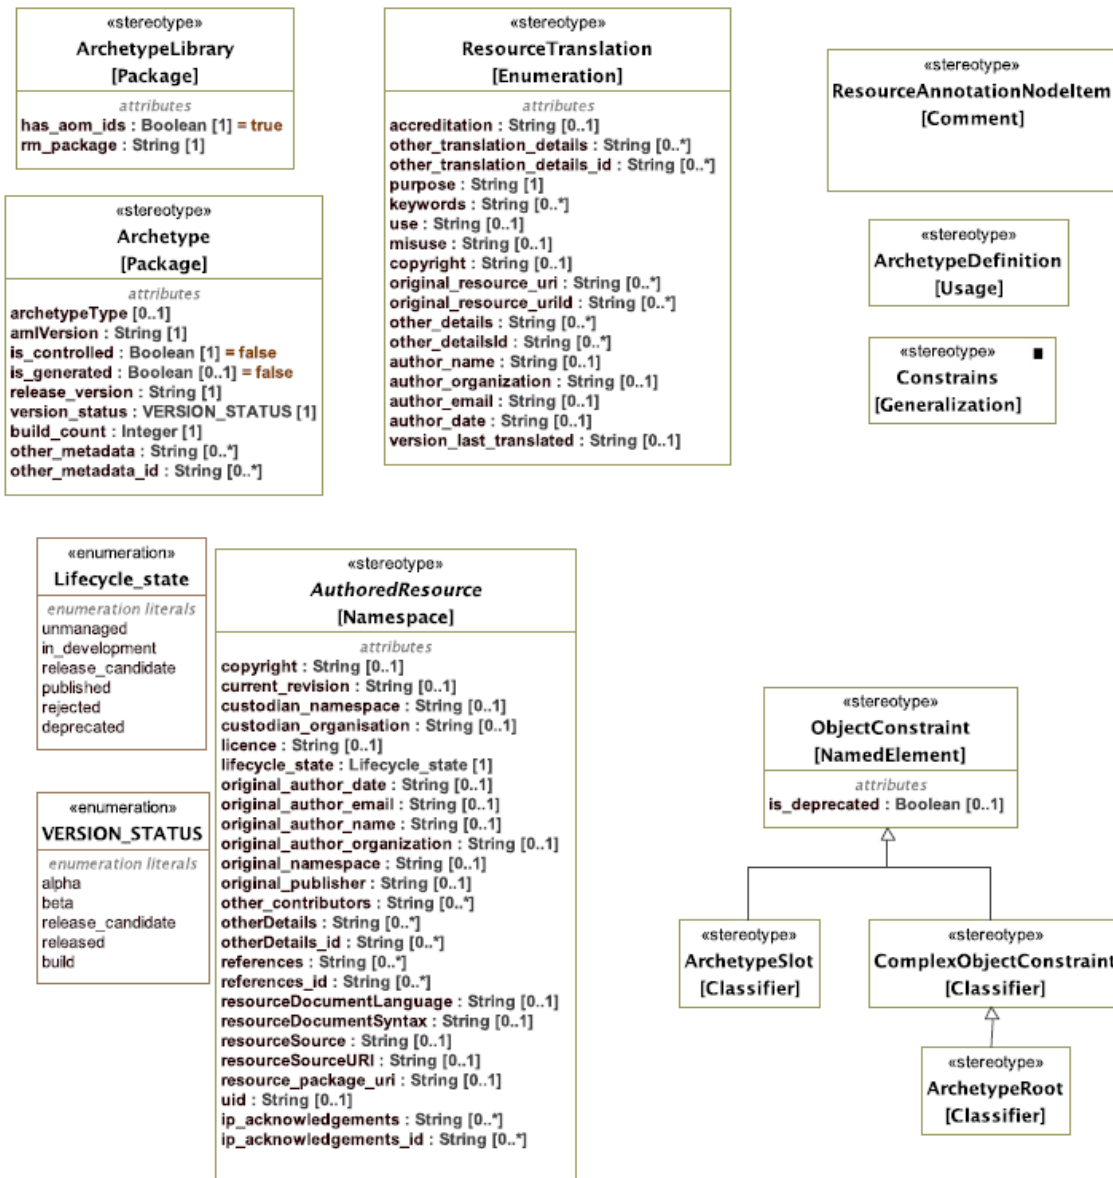 «stereotype»
ArchetypeLibrary
[Package]
attributes
has_aom_ids : Boolean [1] = true
rm_package : String [1]
«stereotype»
Archetype
[Package]
attributes
archetypeType [0..1]
amlVersion : String [1]
is_controlled : Boolean [1] = false
is_generated : Boolean [0..1] = false
release_version : String [1]
version_status : VERSION_STATUS [1]
build_count : Integer [1]
other_metadata : String [0..*]
other_metadata_id : String [0..*]
«stereotype»
ResourceTranslation
[Enumeration]
attributes
accreditation : String [0..1]
other_translation_details : String [0..*]
other_translation_details_id : String [0..*]
purpose : String [1]
keywords : String [0..*]
use : String [0..1]
misuse : String [0..1]
copyright : String [0..1]
original_resource_uri : String [0..*]
original_resource_uriId : String [0..*]
other_details : String [0..*]
other_detailsId : String [0..*]
author_name : String [0..1]
author_organization : String [0..1]
author_email : String [0..1]
author_date : String [0..1]
version_last_translated : String [0..1]
«stereotype»
ResourceAnnotationNodeItem
[Comment]
«stereotype»
ArchetypeDefinition
[Usage]
«stereotype»
Constrains
[Generalization]
«enumeration»
Lifecycle_state
enumeration literals
unmanaged
in_development
release_candidate
published
rejected
deprecated
«enumeration»
VERSION_STATUS
enumeration literals
alpha
beta
release_candidate
released
build
«stereotype»
AuthoredResource
[Namespace]
attributes
copyright : String [0..1]
current_revision : String [0..1]
custodian_namespace : String [0..1]
custodian_organisation : String [0..1]
licence : String [0..1]
lifecycle_state : Lifecycle_state [1]
original_author_date : String [0..1]
original_author_email : String [0..1]
original_author_name : String [0..1]
original_author_organization : String [0..1]
original_namespace : String [0..1]
original_publisher : String [0..1]
other_contributors : String [0..*]
otherDetails : String [0..*]
otherDetails_id : String [0..*]
references : String [0..*]
references_id : String [0..*]
resourceDocumentLanguage : String [0..1]
resourceDocumentSyntax : String [0..1]
resourceSource : String [0..1]
resourceSourceURI : String [0..1]
resource_package_uri : String [0..1]
uid : String [0..1]
ip_acknowledgements : String [0..*]
ip_acknowledgements_id : String [0..*]
«stereotype»
ObjectConstraint
[NamedElement]
attributes
is_deprecated : Boolean [0..1]
«stereotype»
ArchetypeSlot
[Classifier]
«stereotype»
ComplexObjectConstraint
[Classifier]
«stereotype»
ArchetypeRoot
[Classifier]